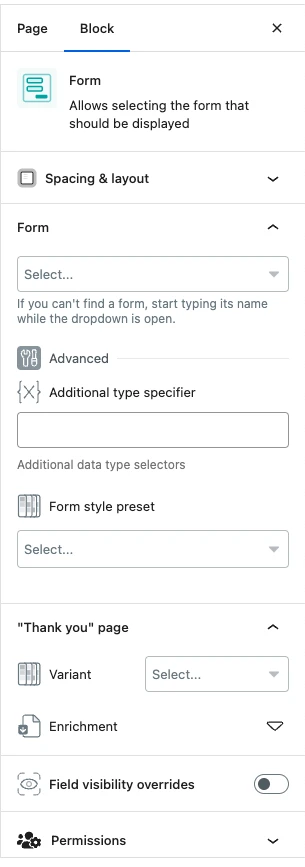 Page
Block
Form
Allows selecting the form that
should be displayed
Spacing & layout
Form
Select...
If you can't find a form, start typing its name
while the dropdown is open.
Advanced
{X} Additional type specifier
Additional data type selectors
Form style preset
Select...
"Thank you" page
Variant
Select...
Enrichment
Field visibility overrides
Permissions